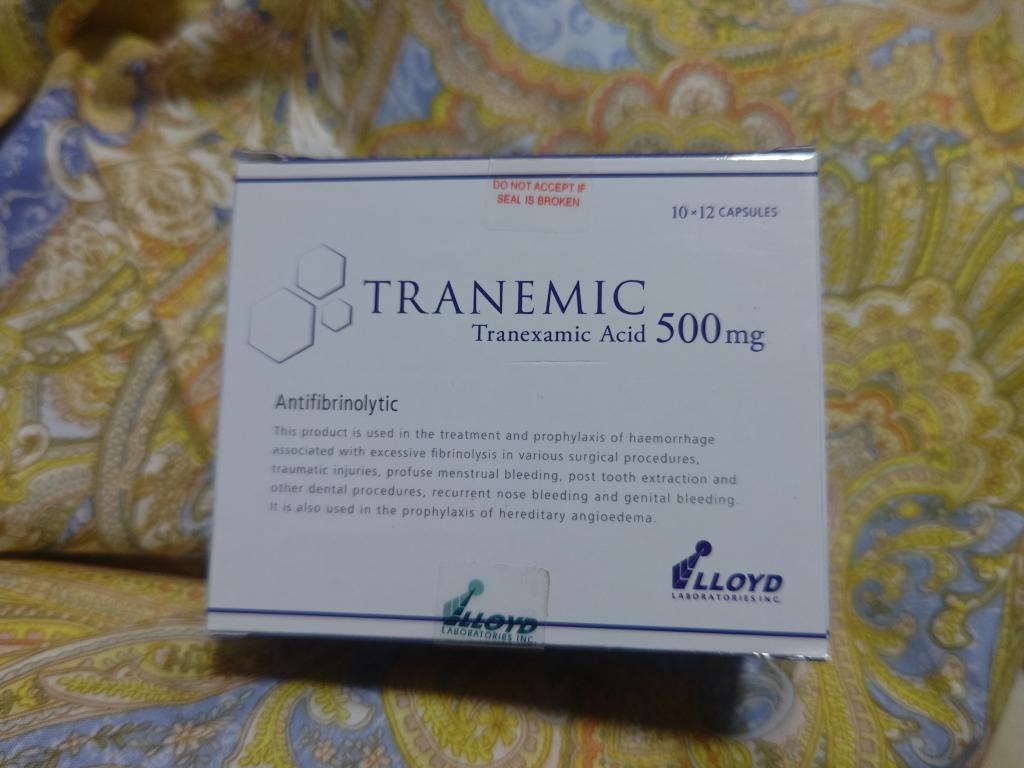 DO NOT ACCEPT IF
SEAL IS BROKEN
10×12 CAPSULES
TRANEMIC
Tranexamic Acid 500mg
Antifibrinolytic
This product is used in the treatment and prophylaxis of haemorrhage
associated with excessive fibrinolysis in various surgical procedures,
traumatic injuries, profuse menstrual bleeding, post tooth extraction and
other dental procedures, recurrent nose bleeding and genital bleeding.
It is also used in the prophylaxis of hereditary angioedema.
LLOYD
LABORATORIES INC.
LLOYD
LABORATORIES INC.